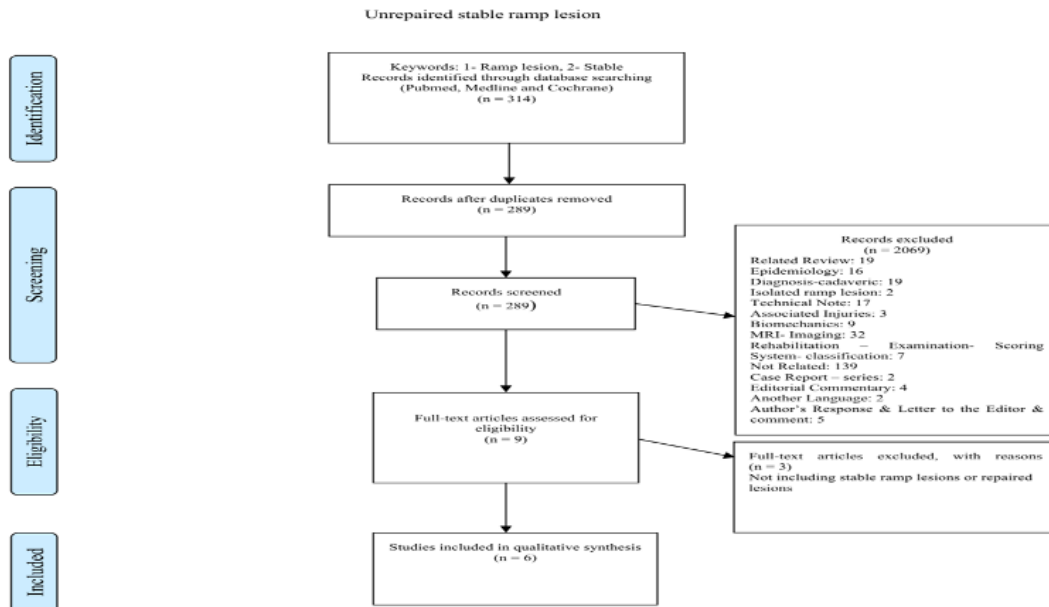 Unrepaired stable ramp lesion
Identification
Keywords: 1- Ramp lesion, 2- Stable
Records identified through database searching
(Pubmed, Medline and Cochrane)
(n = 314)
Screening
Records after duplicates removed
(n = 289)
Records screened
(n = 289)
Records excluded
(n = 2069)
Related Review: 19
Epidemiology: 16
Diagnosis-cadaveric: 19
Isolated ramp lesion: 2
Technical Note: 17
Associated Injuries: 3
Biomechanics: 9
MRI- Imaging: 32
Rehabilitation – Examination- Scoring
System- classification: 7
Not Related: 139
Case Report – series: 2
Editorial Commentary: 4
Another Language: 2
Author's Response & Letter to the Editor &
comment: 5
Eligibility
Full-text articles assessed for
eligibility
(n = 9)
Full-text articles excluded, with reasons
(n = 3)
Not including stable ramp lesions or repaired
lesions
Included
Studies included in qualitative synthesis
(n = 6)